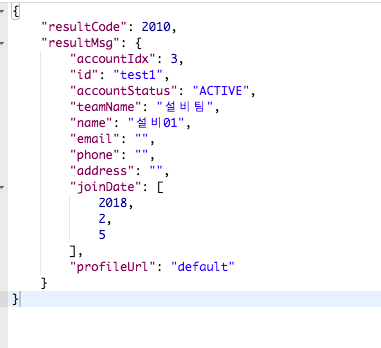 {
"resultCode": 2010,
"resultMsg": {
"accountIdx": 3,
"id": "test1",
"accountStatus": "ACTIVE",
"teamName": "설비팀",
"name": "설비01",
"email": "",
"phone": "",
"address": "",
"joinDate": [
2018,
2,
5
],
"profileUrl": "default"
}
}